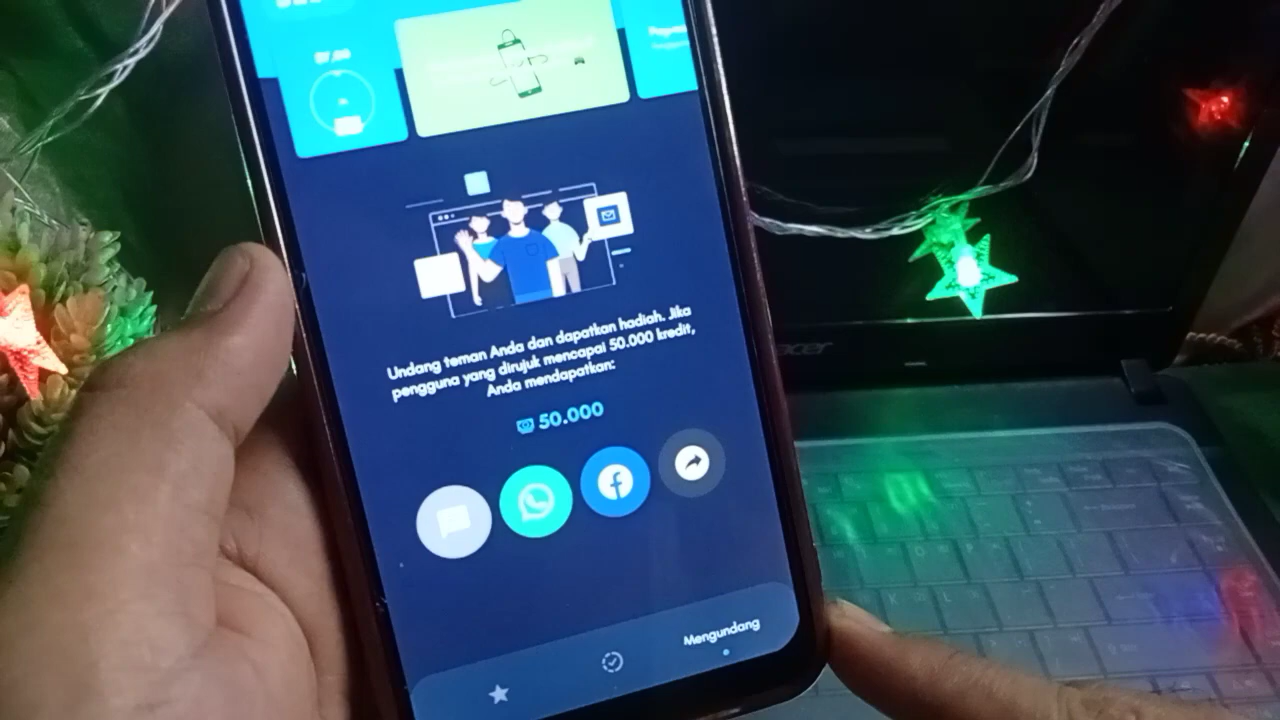 Undang teman Anda dan dapatkan hadiah. Jika
pengguna yang dirujuk mencapai 50.000 kredit,
Anda mendapatkan:
50.000
Mengundang
acer